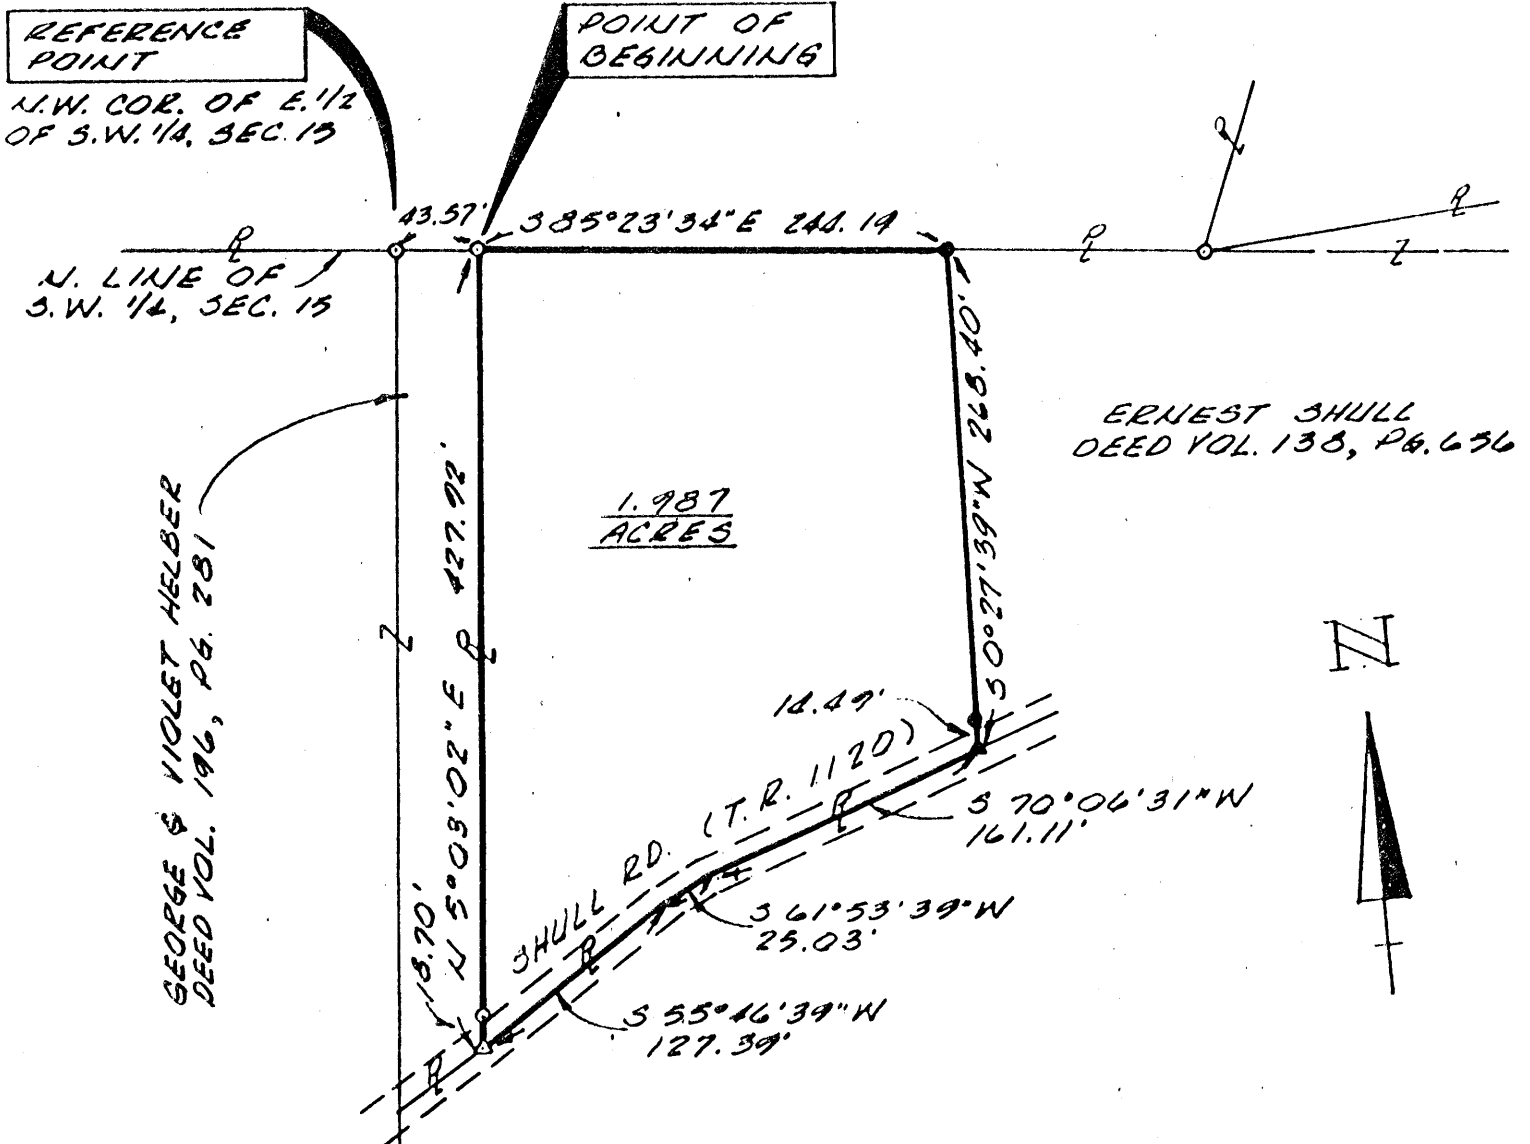 REFERENCE
POINT
N.W. COR. OF E. 1/2
OF S.W. 1/4, SEC. 15
POINT OF
BEGINNING
43.57'
S 85°23'34" E 244.19
N. LINE OF
S.W. 1/4, SEC. 15
S 0°27'39" W 268.40'
ERNEST SHULL
DEED VOL. 138, PG. 636
1.987
ACRES
GEORGE & VIOLET HELBER
DEED VOL. 196, PG. 281
N 5°03'02" E 427.92'
18.70'
14.49'
SHULL RD. (T.R. 1120)
S 70°06'31" W
161.11'
S 61°53'39" W
25.03'
S 55°46'39" W
127.39'
N